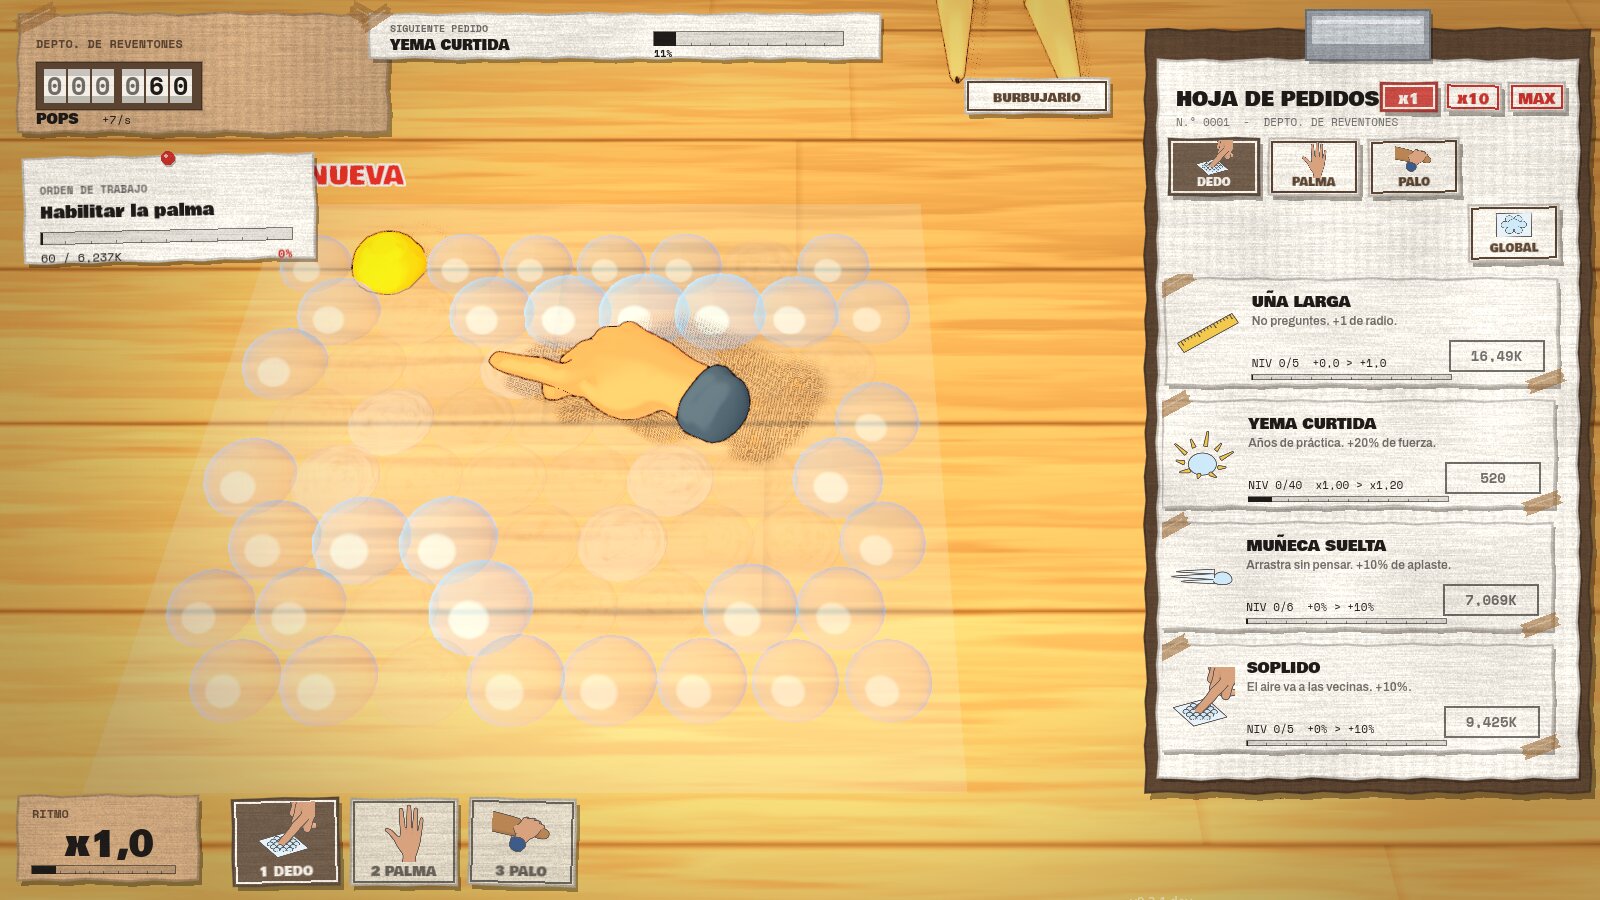 DEPTO. DE REVENTONES
000 060
POPS +7/s
SIGUIENTE PEDIDO
YEMA CURTIDA
11%
BURBUJARIO
NUEVA
ORDEN DE TRABAJO
Habilitar la palma
60 / 6,237K
0%
HOJA DE PEDIDOS
x1
x10
MAX
N.º 0001 - DEPTO. DE REVENTONES
DEDO
PALMA
PALO
GLOBAL
UÑA LARGA
No preguntes. +1 de radio.
NIV 0/5 +0,0 > +1,0
16,49K
YEMA CURTIDA
Años de práctica. +20% de fuerza.
NIV 0/40 x1,00 > x1,20
520
MUÑECA SUELTA
Arrastra sin pensar. +10% de aplaste.
NIV 0/6 +0% > +10%
7,069K
SOPLIDO
El aire va a las vecinas. +10%.
NIV 0/5 +0% > +10%
9,425K
RITMO
x1,0
1 DEDO
2 PALMA
3 PALO